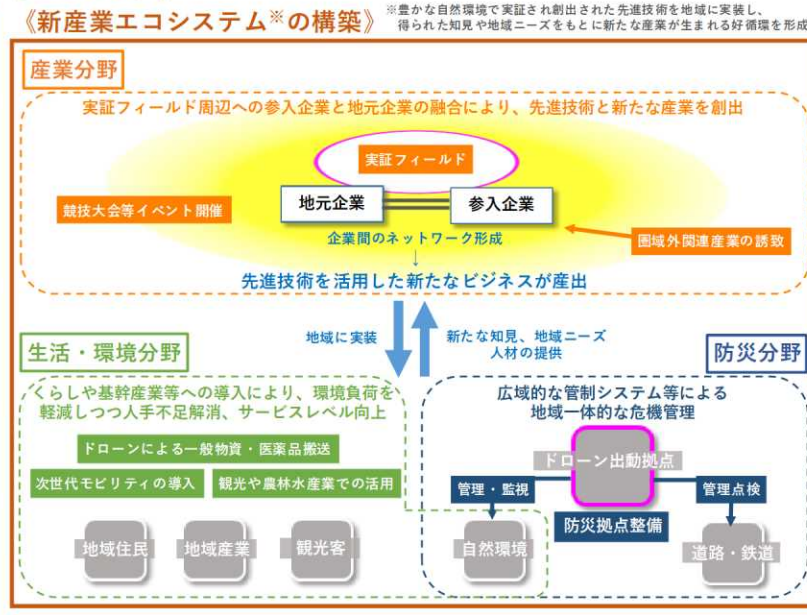 《新産業エコシステム※の構築》
※豊かな自然環境で実証され創出された先進技術を地域に実装し、
得られた知見や地域ニーズをもとに新たな産業が生まれる好循環を形成
産業分野
実証フィールド周辺への参入企業と地元企業の融合により、先進技術と新たな産業を創出
実証フィールド
地元企業
参入企業
競技大会等イベント開催
企業間のネットワーク形成
圏域外関連産業の誘致
↓
先進技術を活用した新たなビジネスが産出
地域に実装
新たな知見、地域ニーズ
人材の提供
生活・環境分野
くらしや基幹産業等への導入により、環境負荷を
軽減しつつ人手不足解消、サービスレベル向上
ドローンによる一般物資・医薬品搬送
次世代モビリティの導入
観光や農林水産業での活用
地域住民
地域産業
観光客
防災分野
広域的な管制システム等による
地域一体的な危機管理
ドローン出動拠点
管理・監視
管理点検
防災拠点整備
自然環境
道路・鉄道